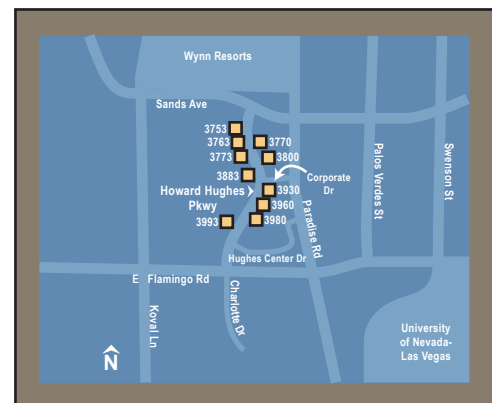 Wynn Resorts
Sands Ave
3753
3763
3770
3773
3800
3883
Corporate
Dr
Howard Hughes
Pkwy
3930
3960
3993
3980
Palos Verdes St
Swenson St
Paradise Rd
Hughes Center Dr
E Flamingo Rd
Koval Ln
Charlotte Dr
University
of Nevada-
Las Vegas
N